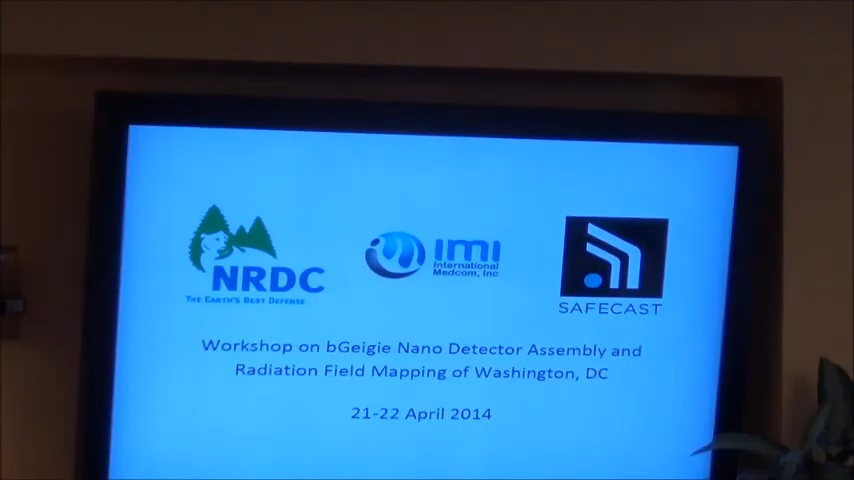 NRDC
THE EARTH'S BEST DEFENSE
IMI
International
Medcom, Inc
SAFECAST
Workshop on bGeigie Nano Detector Assembly and
Radiation Field Mapping of Washington, DC
21-22 April 2014